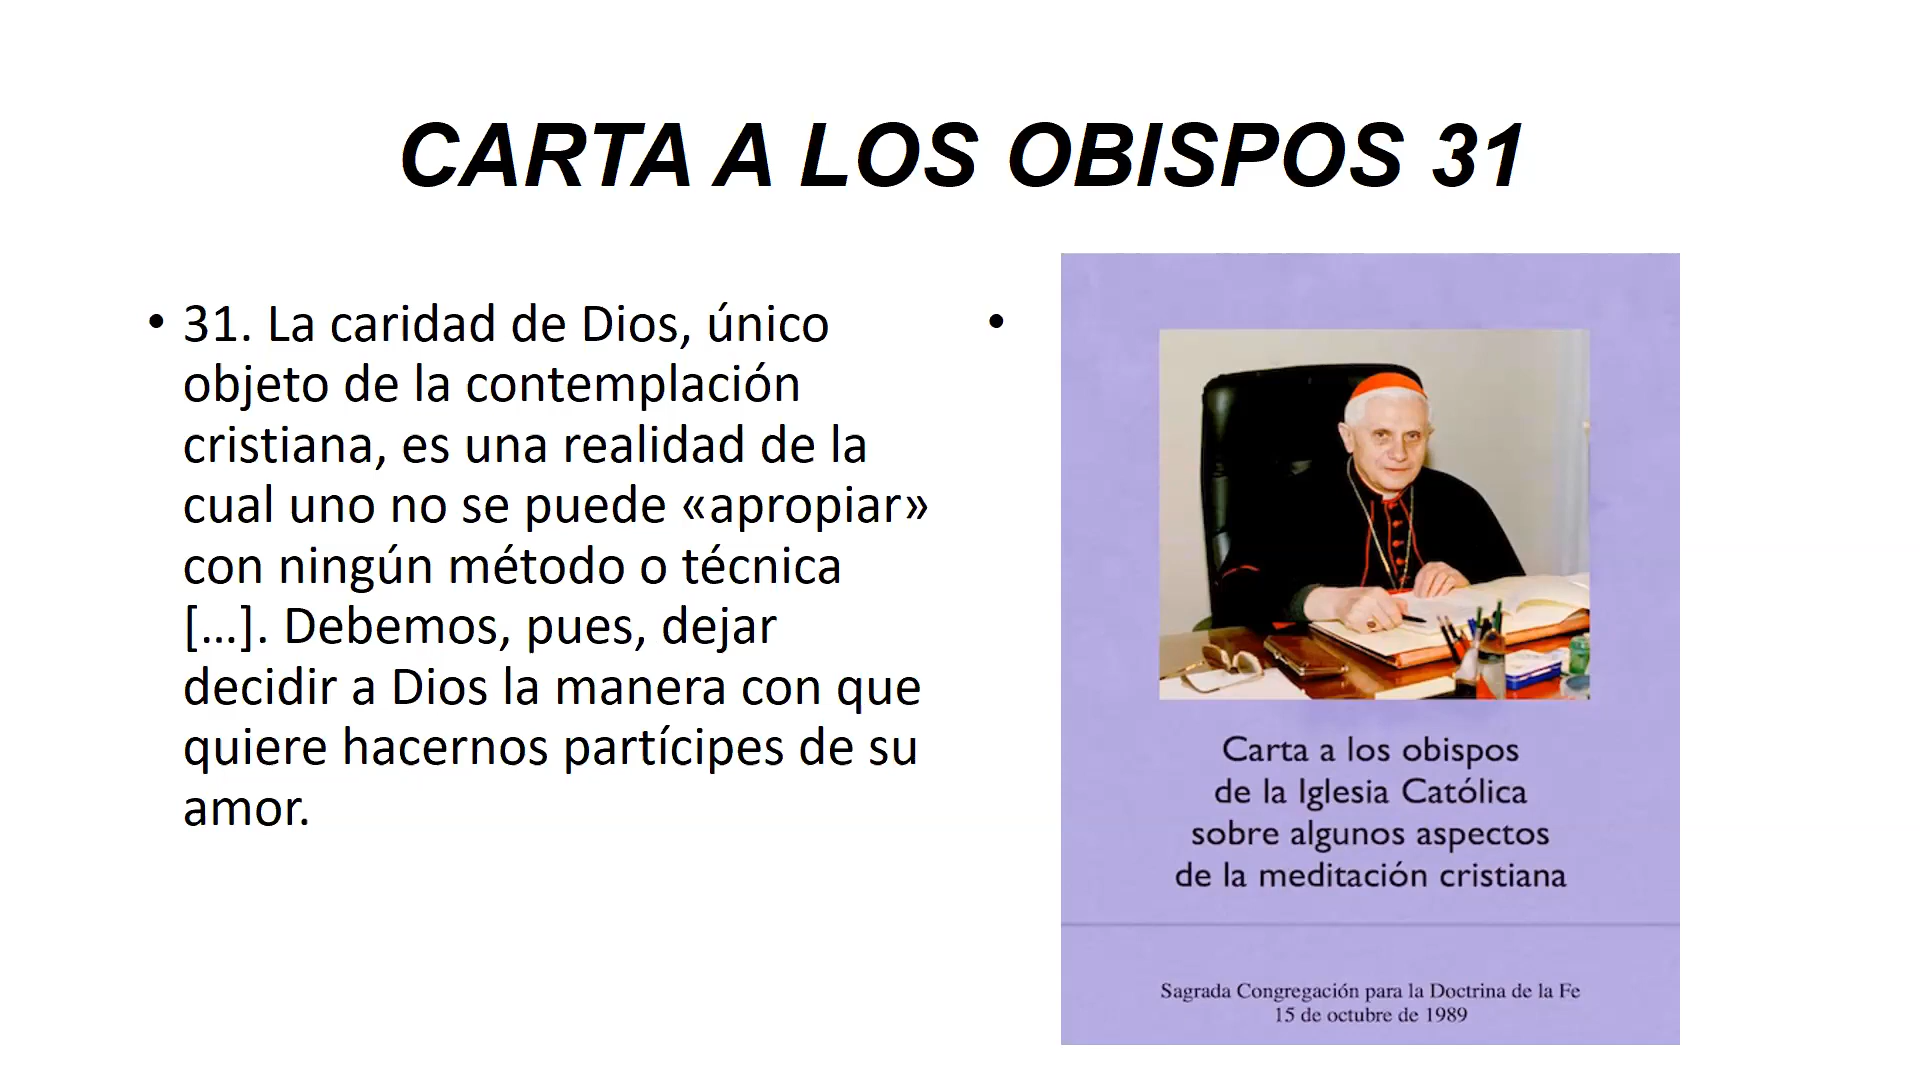 CARTA A LOS OBISPOS 31
• 31. La caridad de Dios, único
objeto de la contemplación
cristiana, es una realidad de la
cual uno no se puede «apropiar»
con ningún método o técnica
[…]. Debemos, pues, dejar
decidir a Dios la manera con que
quiere hacernos partícipes de su
amor.
•
Carta a los obispos
de la Iglesia Católica
sobre algunos aspectos
de la meditación cristiana
Sagrada Congregación para la Doctrina de la Fe
15 de octubre de 1989